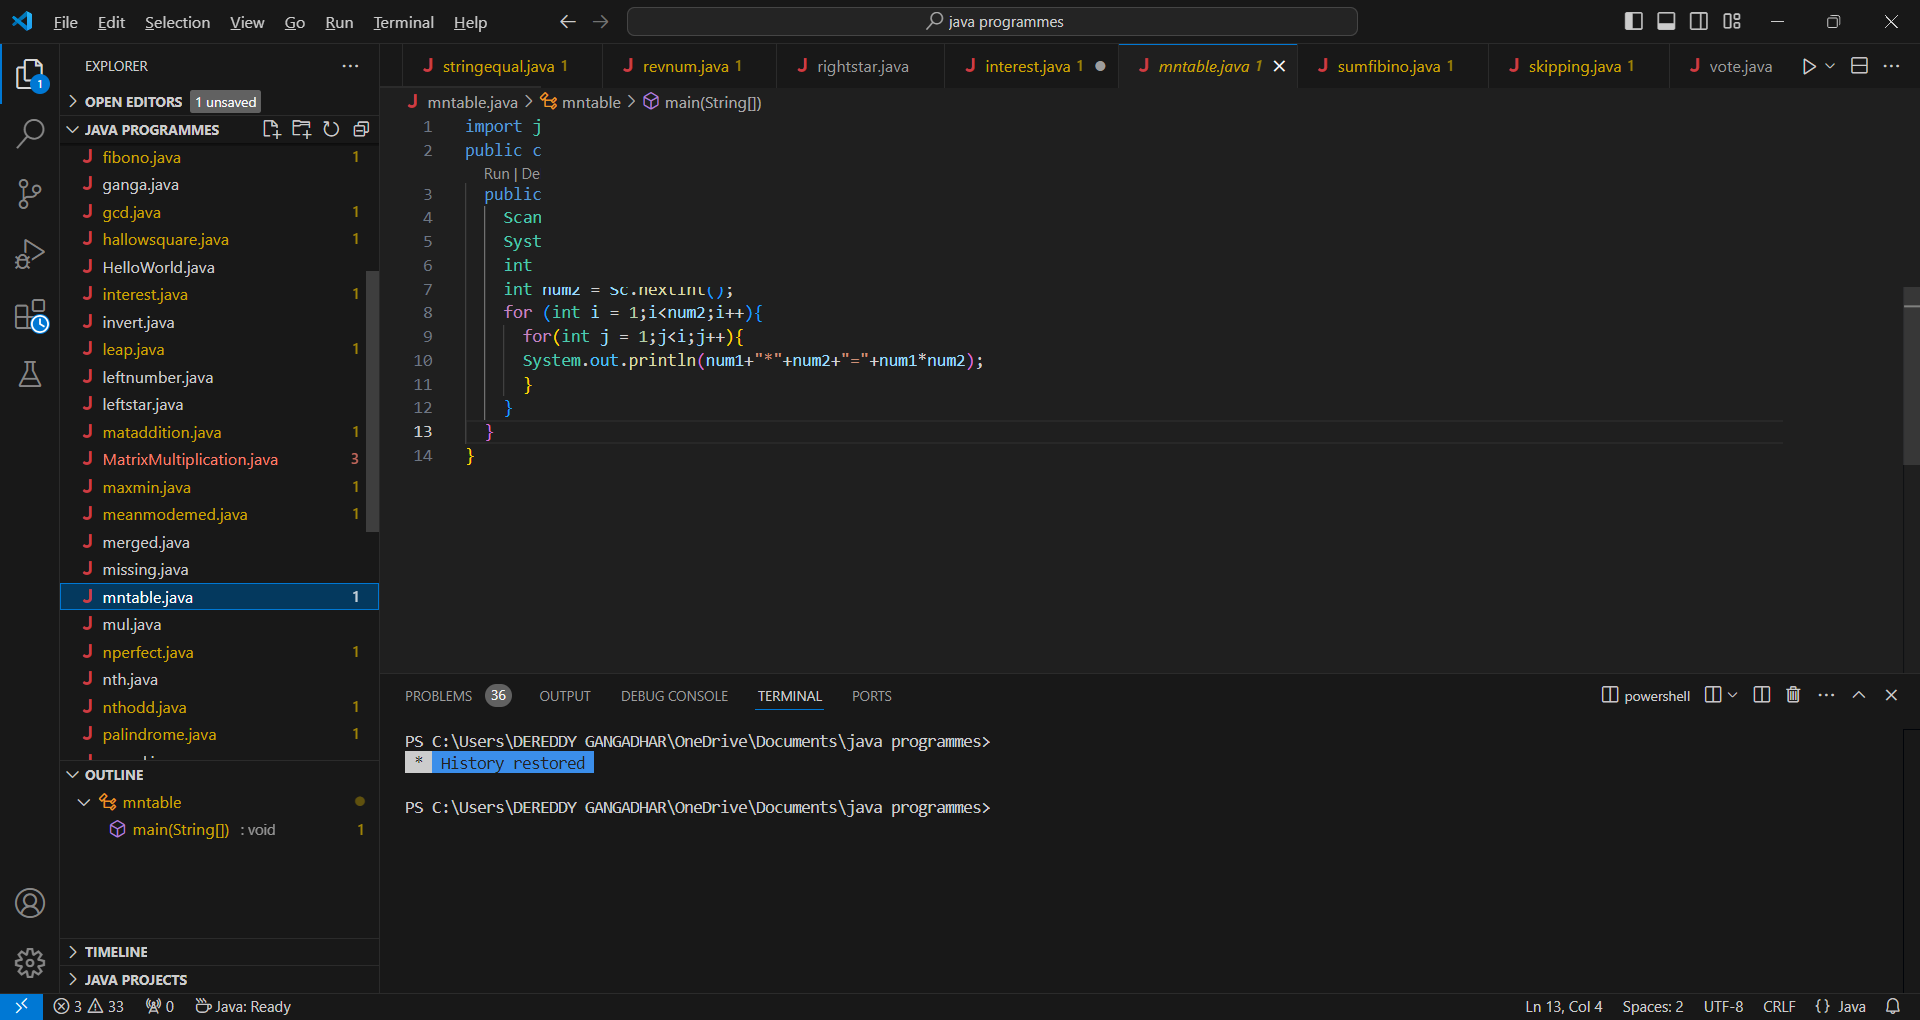 File Edit Selection View Go Run Terminal Help
java programmes
EXPLORER
OPEN EDITORS 1 unsaved
JAVA PROGRAMMES
fibono.java 1
ganga.java
gcd.java 1
hallowsquare.java 1
HelloWorld.java
interest.java 1
invert.java
leap.java 1
leftnumber.java
leftstar.java
mataddition.java 1
MatrixMultiplication.java 3
maxmin.java 1
meanmodemed.java 1
merged.java
missing.java
mntable.java 1
mul.java
nperfect.java 1
nth.java
nthodd.java 1
palindrome.java 1
OUTLINE
mntable
main(String[]) : void 1
TIMELINE
JAVA PROJECTS
stringequal.java 1 revnum.java 1 rightstar.java interest.java 1 mntable.java 1 sumfibino.java 1 skipping.java 1 vote.java
mntable.java > mntable > main(String[])
1 import j
2 public c
Run | De
3 public
4 Scan
5 Syst
6 int
7 int num2 = Sc.nextInt();
8 for (int i = 1;i<num2;i++){
9 for(int j = 1;j<i;j++){
10 System.out.println(num1+"*"+num2+"="+num1*num2);
11 }
12 }
13 }
14 }
PROBLEMS 36 OUTPUT DEBUG CONSOLE TERMINAL PORTS
powershell
PS C:\Users\DEREDDY GANGADHAR\OneDrive\Documents\java programmes>
* History restored
PS C:\Users\DEREDDY GANGADHAR\OneDrive\Documents\java programmes>
3 33 0 Java: Ready
Ln 13, Col 4 Spaces: 2 UTF-8 CRLF {} Java